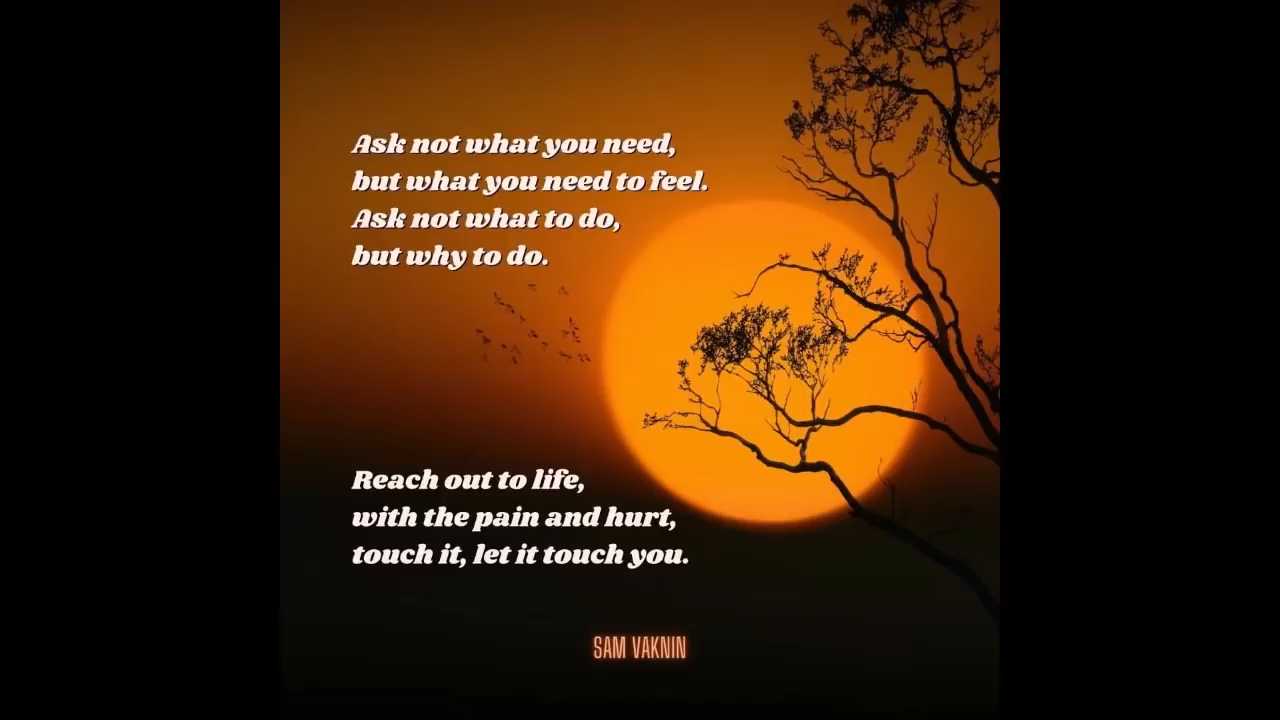 Ask not what you need,
but what you need to feel.
Ask not what to do,
but why to do.
Reach out to life,
with the pain and hurt,
touch it, let it touch you.
SAM VAKNIN